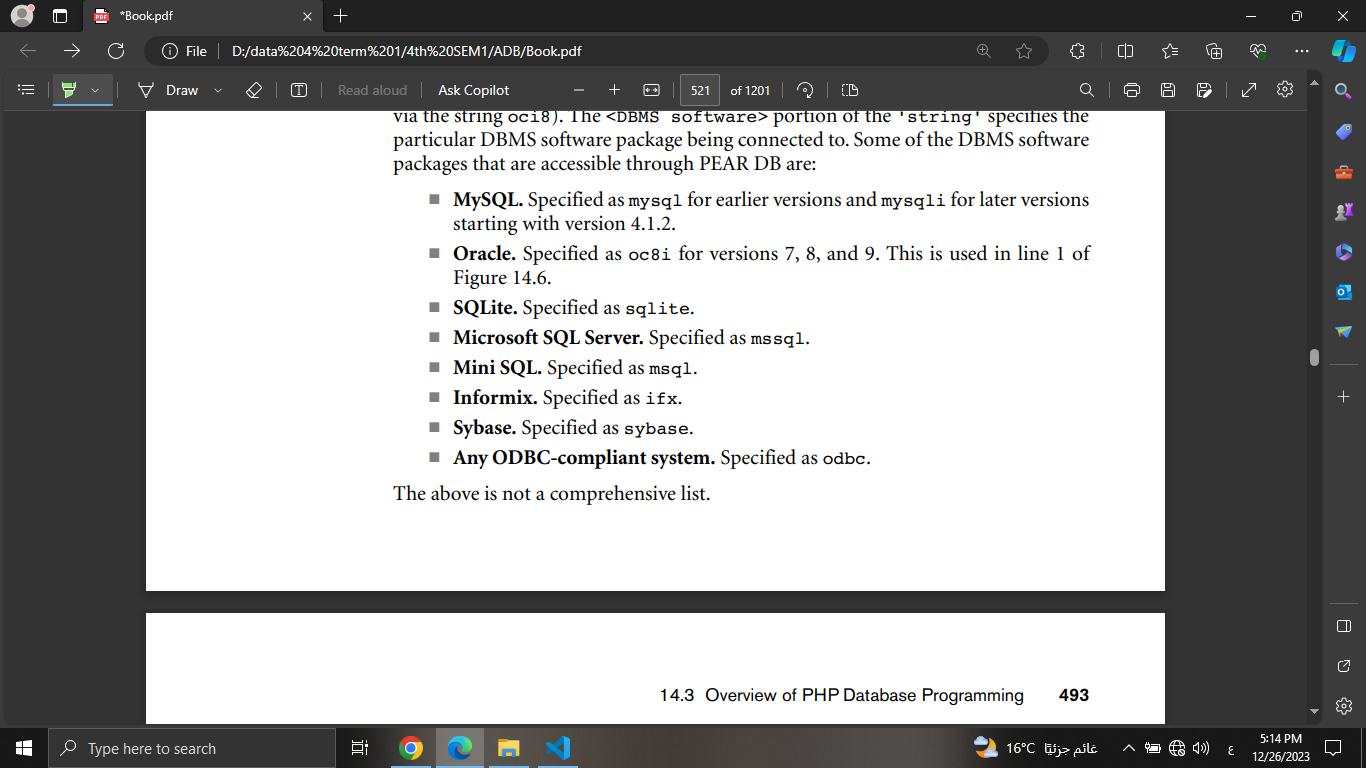 *Book.pdf
File
D:/data%204%20term%201/4th%20SEM1/ADB/Book.pdf
Draw
Read aloud
Ask Copilot
521
of 1201
via the string oci8). The <DBMS software> portion of the 'string' specifies the
particular DBMS software package being connected to. Some of the DBMS software
packages that are accessible through PEAR DB are:
■ MySQL. Specified as mysql for earlier versions and mysqli for later versions
starting with version 4.1.2.
■ Oracle. Specified as oc8i for versions 7, 8, and 9. This is used in line 1 of
Figure 14.6.
■ SQLite. Specified as sqlite.
■ Microsoft SQL Server. Specified as mssql.
■ Mini SQL. Specified as msql.
■ Informix. Specified as ifx.
■ Sybase. Specified as sybase.
■ Any ODBC-compliant system. Specified as odbc.
The above is not a comprehensive list.
14.3 Overview of PHP Database Programming 493
Type here to search
16°C غائم جزئيًا
ع
5:14 PM
12/26/2023